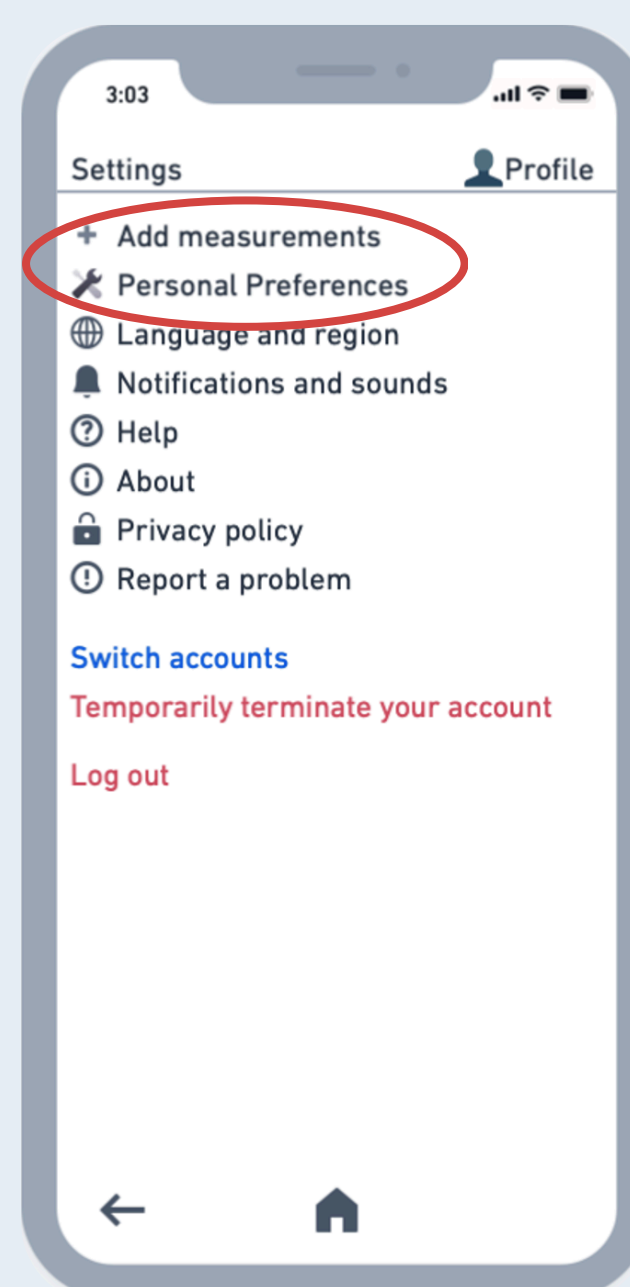 3:03
Settings Profile
Add measurements
Personal Preferences
Language and region
Notifications and sounds
Help
About
Privacy policy
Report a problem
Switch accounts
Temporarily terminate your account
Log out